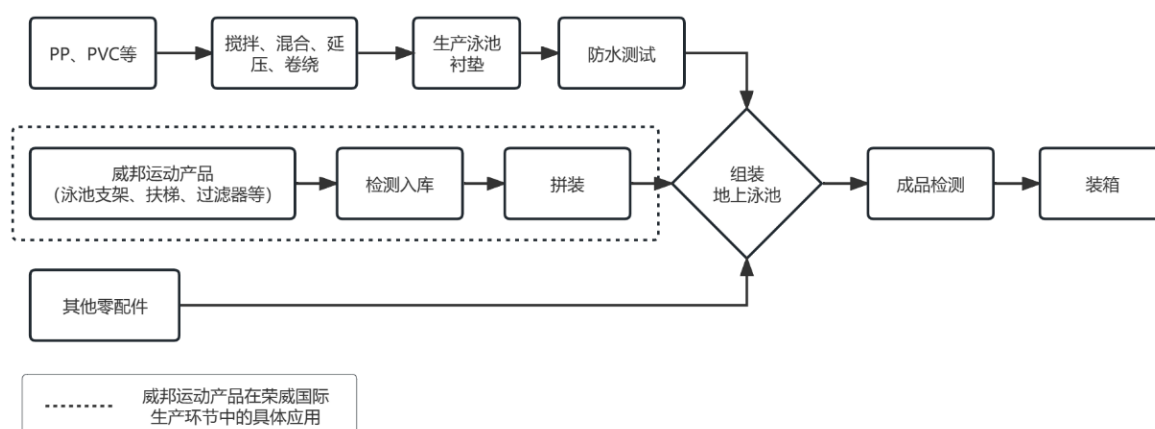 PP、PVC等
搅拌、混合、延
压、卷绕
生产泳池
衬垫
防水测试
威邦运动产品
（泳池支架、扶梯、过滤器等）
检测入库
拼装
组装
地上泳池
成品检测
装箱
其他零配件
威邦运动产品在荣威国际
生产环节中的具体应用